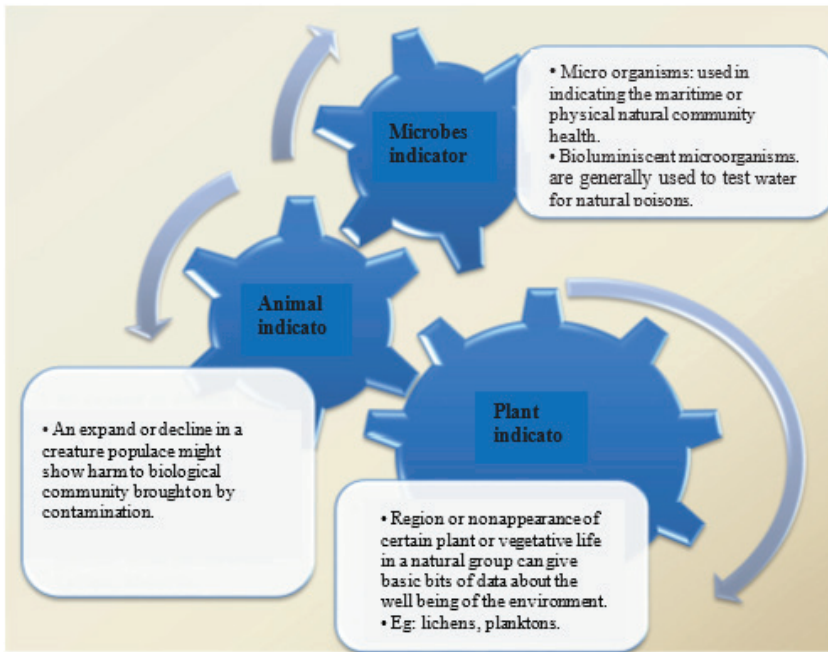 Microbes
indicator
• Micro organisms: used in
indicating the maritime or
physical natural community
health.
• Bioluminiscent microorganisms.
are generally used to test water
for natural poisons.
Animal
indicato
• An expand or decline in a
creature populace might
show harm to biological
community brought on by
contamination.
Plant
indicato
• Region or nonappearance of
certain plant or vegetative life
in a natural group can give
basic bits of data about the
well being of the environment.
• Eg: lichens, planktons.